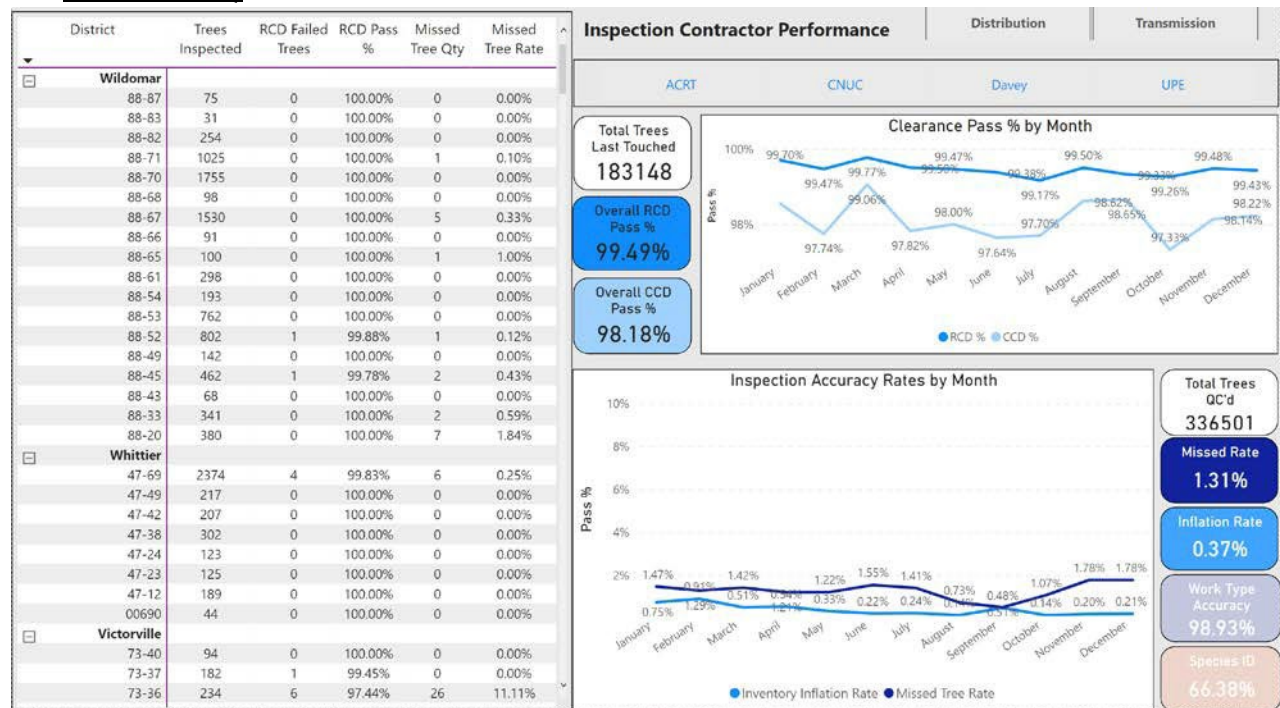 District Trees Inspected RCD Failed Trees RCD Pass % Missed Tree Qty Missed Tree Rate
Wildomar
88-87 75 0 100.00% 0 0.00%
88-83 31 0 100.00% 0 0.00%
88-82 254 0 100.00% 0 0.00%
88-71 1025 0 100.00% 1 0.10%
88-70 1755 0 100.00% 0 0.00%
88-68 98 0 100.00% 0 0.00%
88-67 1530 0 100.00% 5 0.33%
88-66 91 0 100.00% 0 0.00%
88-65 100 0 100.00% 1 1.00%
88-61 298 0 100.00% 0 0.00%
88-54 193 0 100.00% 0 0.00%
88-53 762 0 100.00% 0 0.00%
88-52 802 1 99.88% 1 0.12%
88-49 142 0 100.00% 0 0.00%
88-45 462 1 99.78% 2 0.43%
88-43 68 0 100.00% 0 0.00%
88-33 341 0 100.00% 2 0.59%
88-20 380 0 100.00% 7 1.84%
Whittier
47-69 2374 4 99.83% 6 0.25%
47-49 217 0 100.00% 0 0.00%
47-42 207 0 100.00% 0 0.00%
47-38 302 0 100.00% 0 0.00%
47-24 123 0 100.00% 0 0.00%
47-23 125 0 100.00% 0 0.00%
47-12 189 0 100.00% 0 0.00%
00690 44 0 100.00% 0 0.00%
Victorville
73-40 94 0 100.00% 0 0.00%
73-37 182 1 99.45% 0 0.00%
73-36 234 6 97.44% 26 11.11%
Inspection Contractor Performance
Distribution
Transmission
ACRT CNUC Davey UPE
Total Trees
Last Touched
183148
Overall RCD
Pass %
99.49%
Overall CCD
Pass %
98.18%
Clearance Pass % by Month
Pass %
100%
98%
99.70% 99.47% 99.77% 99.47% 99.38% 99.17% 99.50% 99.33% 99.26% 99.48% 99.43%
97.74% 99.06% 97.82% 98.00% 97.64% 97.70% 98.62% 98.65% 97.33% 98.14% 98.22%
January February March April May June July August September October November December
RCD % CCD %
Inspection Accuracy Rates by Month
Pass %
10%
8%
6%
4%
2%
1.47% 0.91% 1.42% 1.22% 1.55% 1.41% 0.73% 0.48% 1.07% 1.78% 1.78%
0.75% 1.29% 0.51% 1.21% 0.33% 0.22% 0.24% 0.14% 0.20% 0.21%
January February March April May June July August September October November December
Inventory Inflation Rate Missed Tree Rate
Total Trees
QC'd
336501
Missed Rate
1.31%
Inflation Rate
0.37%
Work Type
Accuracy
98.93%
Species ID
66.38%